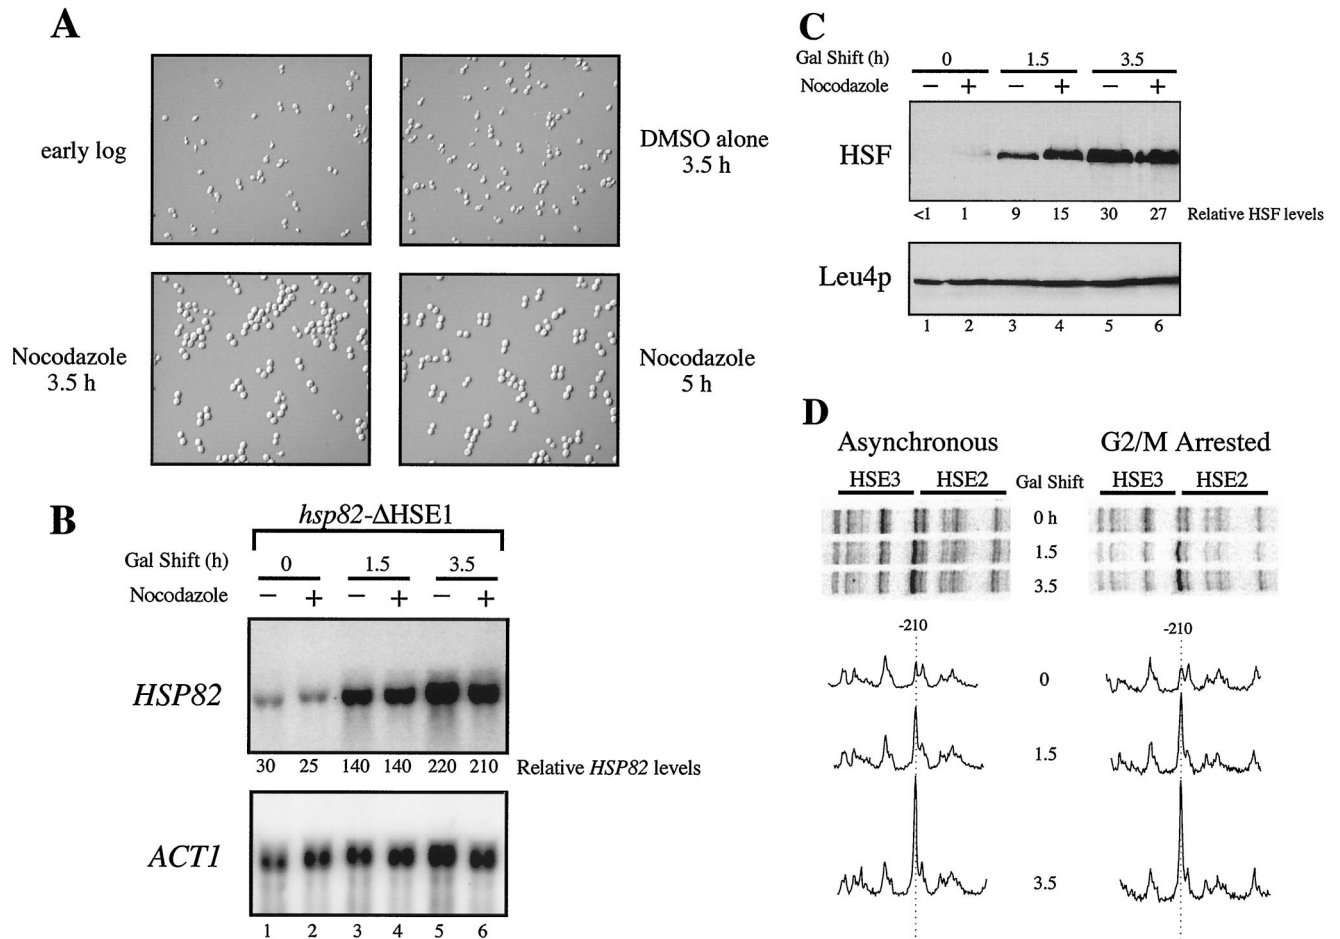 A
early log
DMSO alone
3.5 h
Nocodazole
3.5 h
Nocodazole
5 h
B
hsp82-ΔHSE1
Gal Shift (h) 0 1.5 3.5
Nocodazole − + − + − +
HSP82
30 25 140 140 220 210 Relative HSP82 levels
ACT1
1 2 3 4 5 6
C
Gal Shift (h) 0 1.5 3.5
Nocodazole − + − + − +
HSF
<1 1 9 15 30 27 Relative HSF levels
Leu4p
1 2 3 4 5 6
D
Asynchronous G2/M Arrested
HSE3 HSE2 Gal Shift HSE3 HSE2
0 h
1.5
3.5
-210 -210
0
1.5
3.5